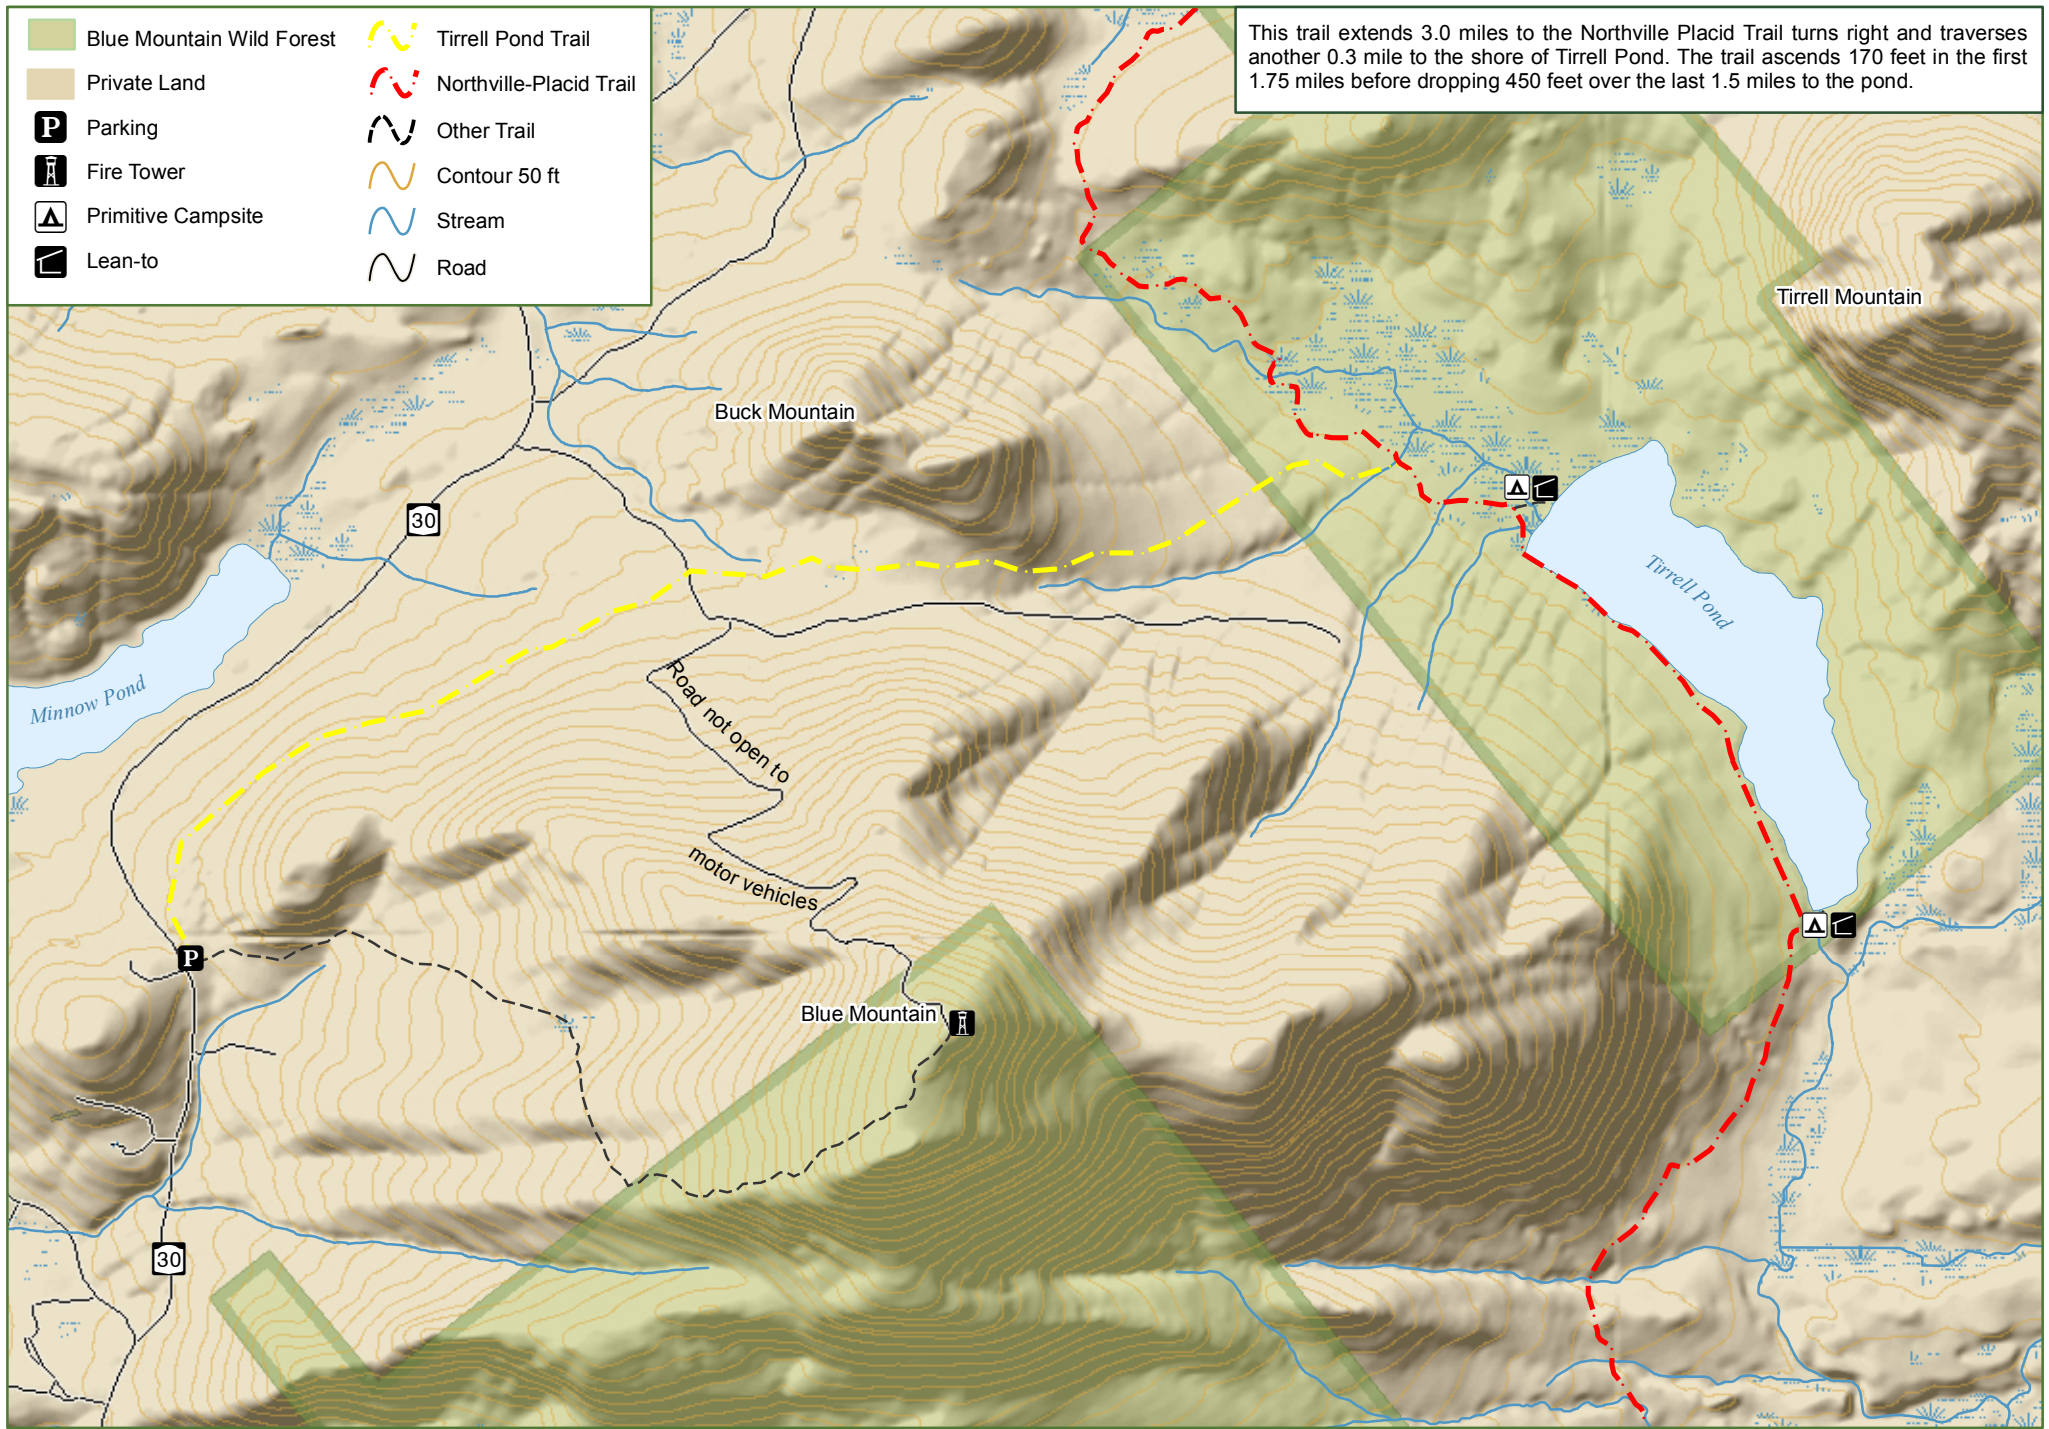 Blue Mountain Wild Forest
Private Land
P Parking
Fire Tower
Primitive Campsite
Lean-to
Tirrell Pond Trail
Northville-Placid Trail
Other Trail
Contour 50 ft
Stream
Road
This trail extends 3.0 miles to the Northville Placid Trail turns right and traverses
another 0.3 mile to the shore of Tirrell Pond. The trail ascends 170 feet in the first
1.75 miles before dropping 450 feet over the last 1.5 miles to the pond.
Tirrell Mountain
Buck Mountain
30
Tirrell Pond
Minnow Pond
Road not open to
motor vehicles
P
Blue Mountain
30